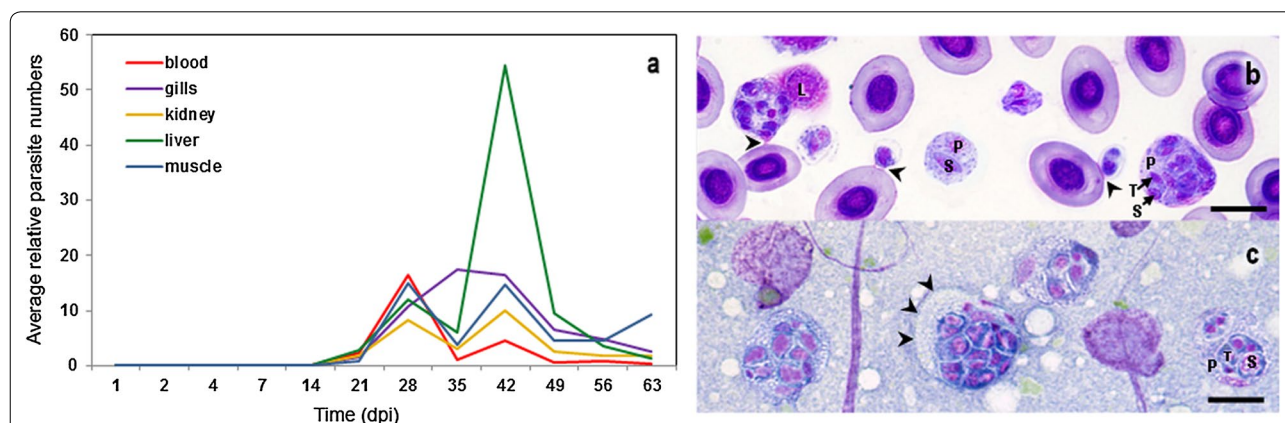 60
50
40
30
20
10
0
Average relative parasite numbers
blood
gills
kidney
liver
muscle
a
1 2 4 7 14 21 28 35 42 49 56 63
Time (dpi)
b
L
P
S
P
T
S
c
P T S